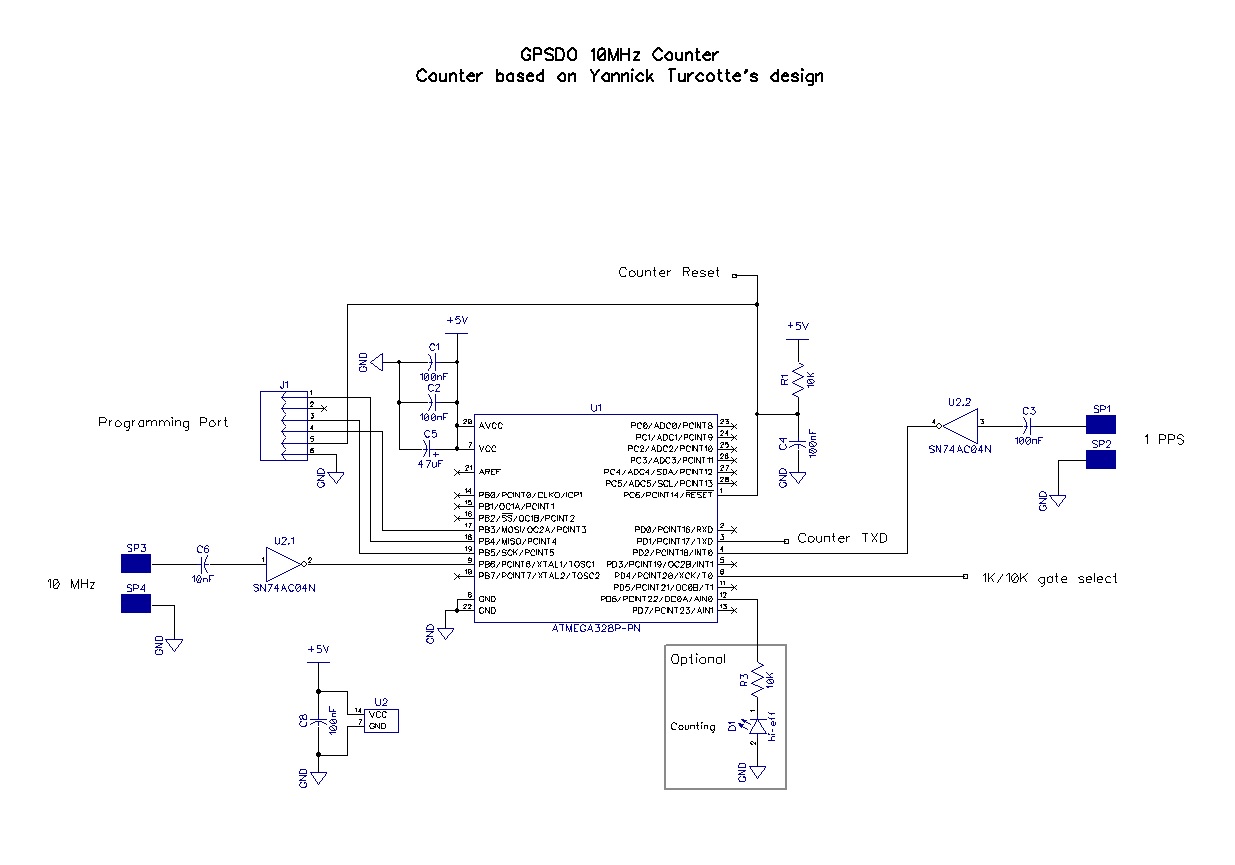 GPSDO 10MHz Counter
Counter based on Yannick Turcotte's design
Counter Reset
+5V
+5V
GND
C1
100nF
C2
100nF
C5
+
47uF
R1
10K
C4
100nF
GND
J1
1
2
3
4
5
6
Programming Port
GND
U1
20 AVCC
7 VCC
21 AREF
14 PB0/PCINT0/CLKO/ICP1
15 PB1/OC1A/PCINT1
16 PB2/SS/OC1B/PCINT2
17 PB3/MOSI/OC2A/PCINT3
18 PB4/MISO/PCINT4
19 PB5/SCK/PCINT5
9 PB6/PCINT6/XTAL1/TOSC1
10 PB7/PCINT7/XTAL2/TOSC2
8 GND
22 GND
PC0/ADC0/PCINT8 23
PC1/ADC1/PCINT9 24
PC2/ADC2/PCINT10 25
PC3/ADC3/PCINT11 26
PC4/ADC4/SDA/PCINT12 27
PC5/ADC5/SCL/PCINT13 28
PC6/PCINT14/RESET 1
PD0/PCINT16/RXD 2
PD1/PCINT17/TXD 3
PD2/PCINT18/INT0 4
PD3/PCINT19/OC2B/INT1 5
PD4/PCINT20/XCK/T0 6
PD5/PCINT21/OC0B/T1 11
PD6/PCINT22/OC0A/AIN0 12
PD7/PCINT23/AIN1 13
ATMEGA328P-PN
GND
U2.2
4
3
SN74AC04N
C3
100nF
SP1
SP2
1 PPS
GND
Counter TXD
1K/10K gate select
SP3
SP4
10 MHz
GND
C6
10nF
U2.1
1
2
SN74AC04N
+5V
C8
100nF
GND
U2
14 VCC
7 GND
Optional
R3
10K
Counting
D1
1
2
hi-eff
GND